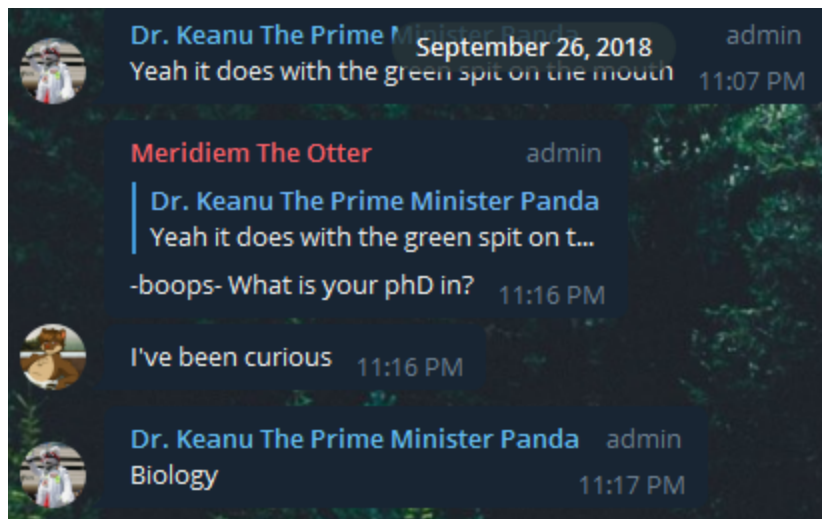 Dr. Keanu The Prime Minister Panda
admin
September 26, 2018
Yeah it does with the green spit on the mouth
11:07 PM
Meridiem The Otter
admin
Dr. Keanu The Prime Minister Panda
Yeah it does with the green spit on t...
-boops- What is your phD in?
11:16 PM
I've been curious
11:16 PM
Dr. Keanu The Prime Minister Panda
admin
Biology
11:17 PM